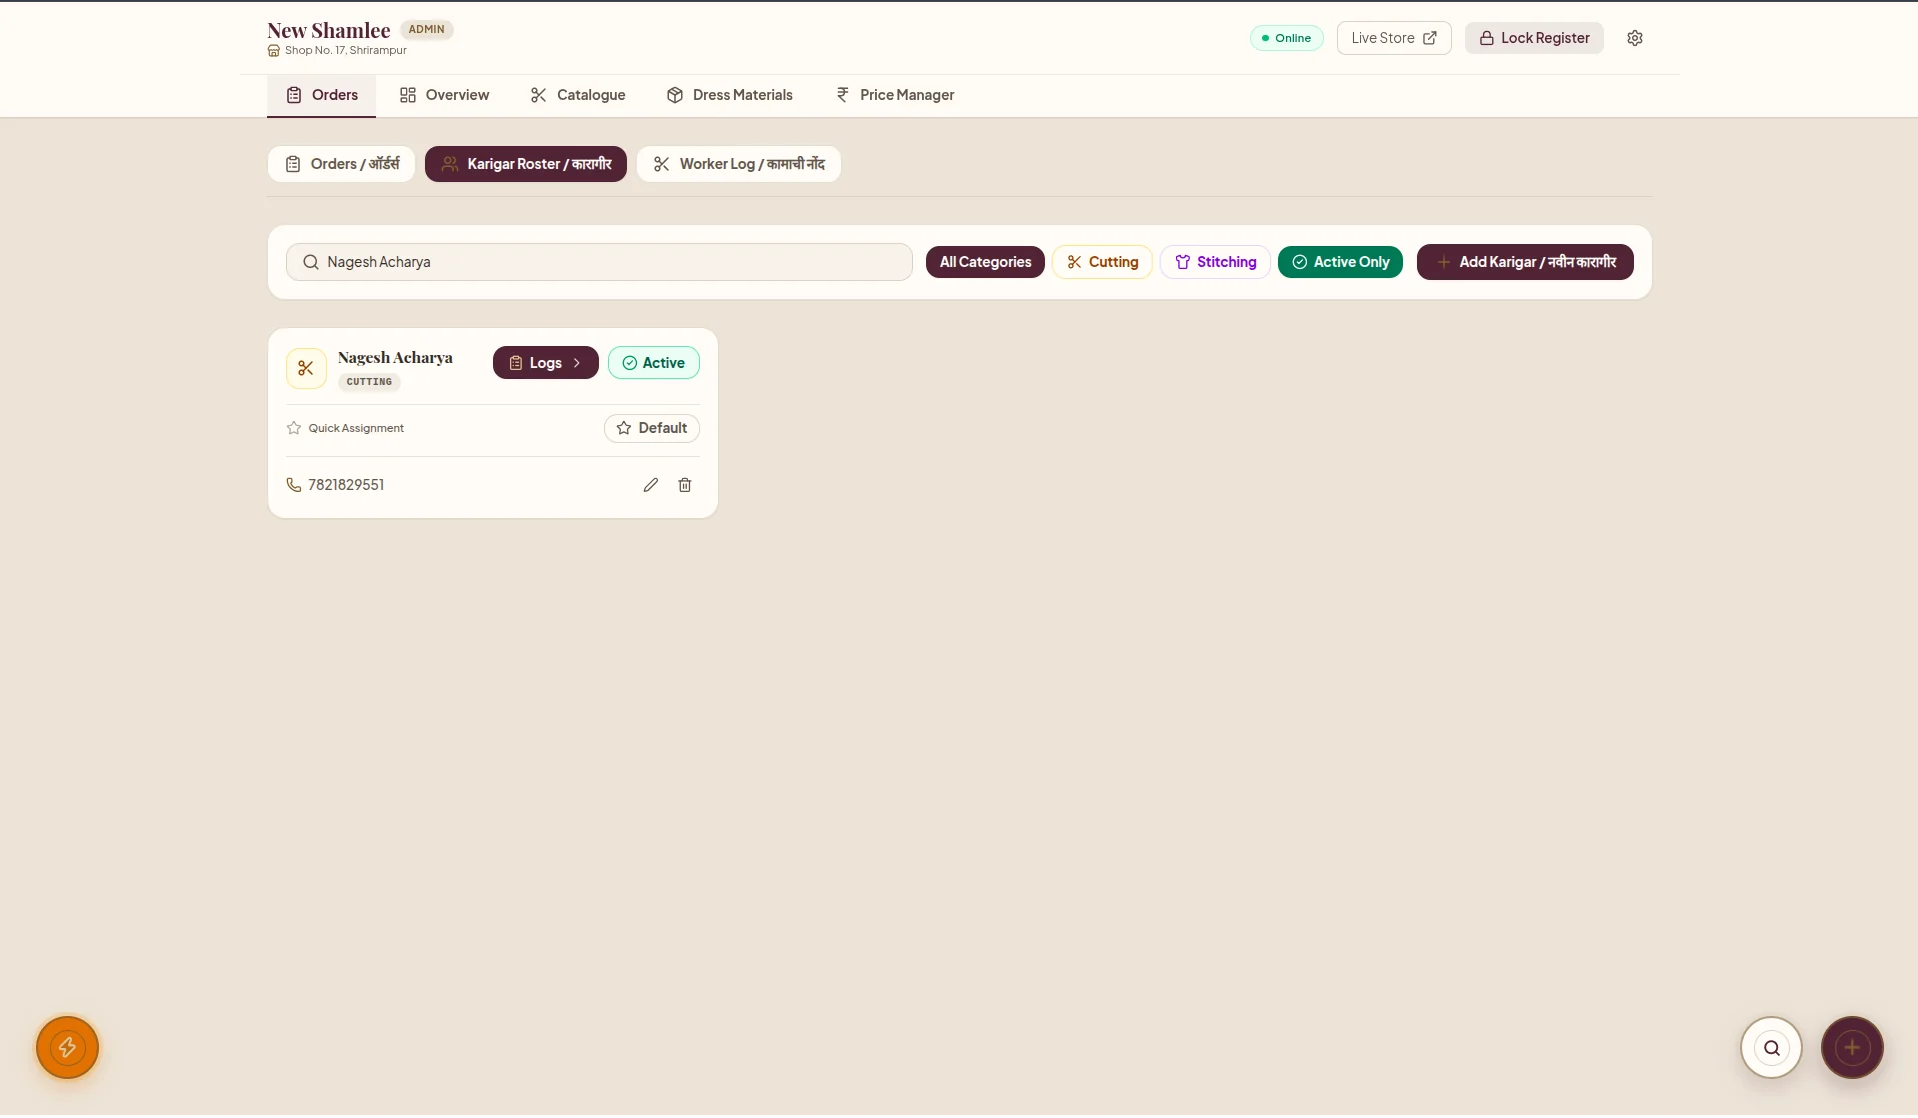 New Shamlee ADMIN
Shop No. 17, Shrirampur
Online
Live Store
Lock Register
Orders
Overview
Catalogue
Dress Materials
Price Manager
Orders / ऑर्डर्स
Karigar Roster / कारागीर
Worker Log / कामाची नोंद
Nagesh Acharya
All Categories
Cutting
Stitching
Active Only
Add Karigar / नवीन कारागीर
Nagesh Acharya
CUTTING
Logs
Active
Quick Assignment
Default
7821829551